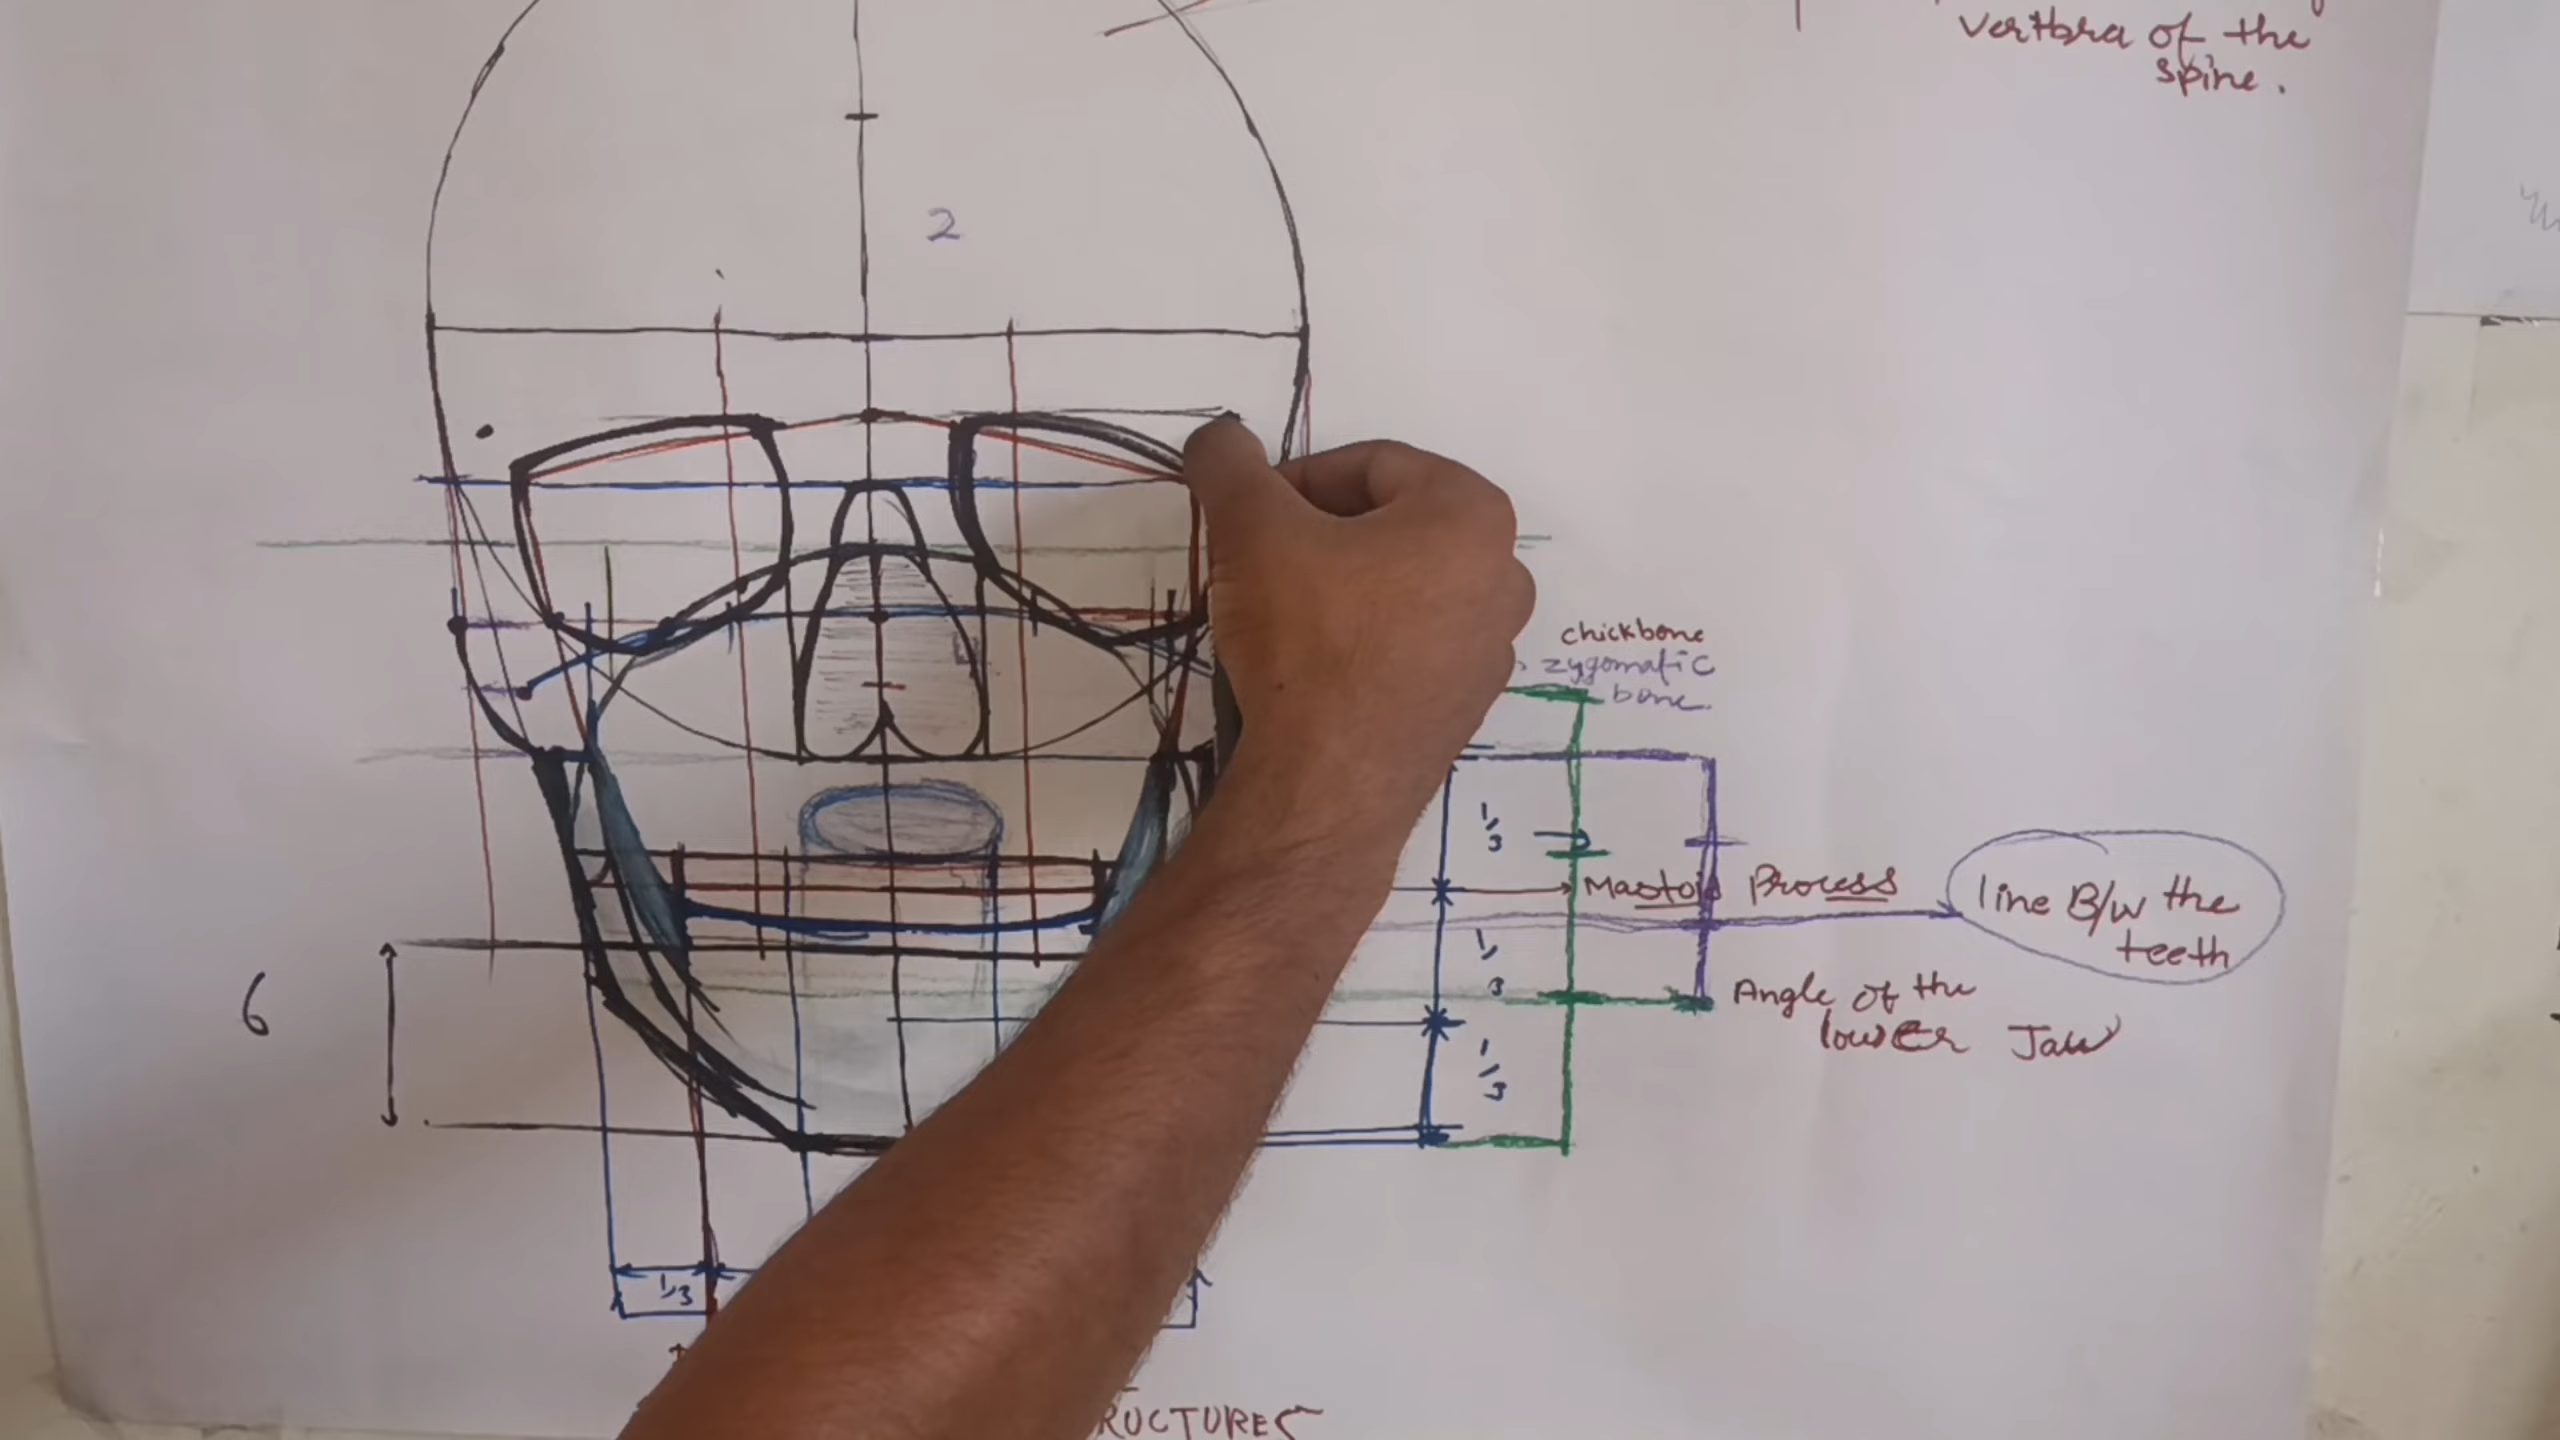 vertbra of the
spine.
2
chickbone
zygomatic
bone.
1/3
Mastoid Process
line B/w the
teeth
1/3
6
Angle of the
lower Jaw
1/3
1/3
RUCTURES